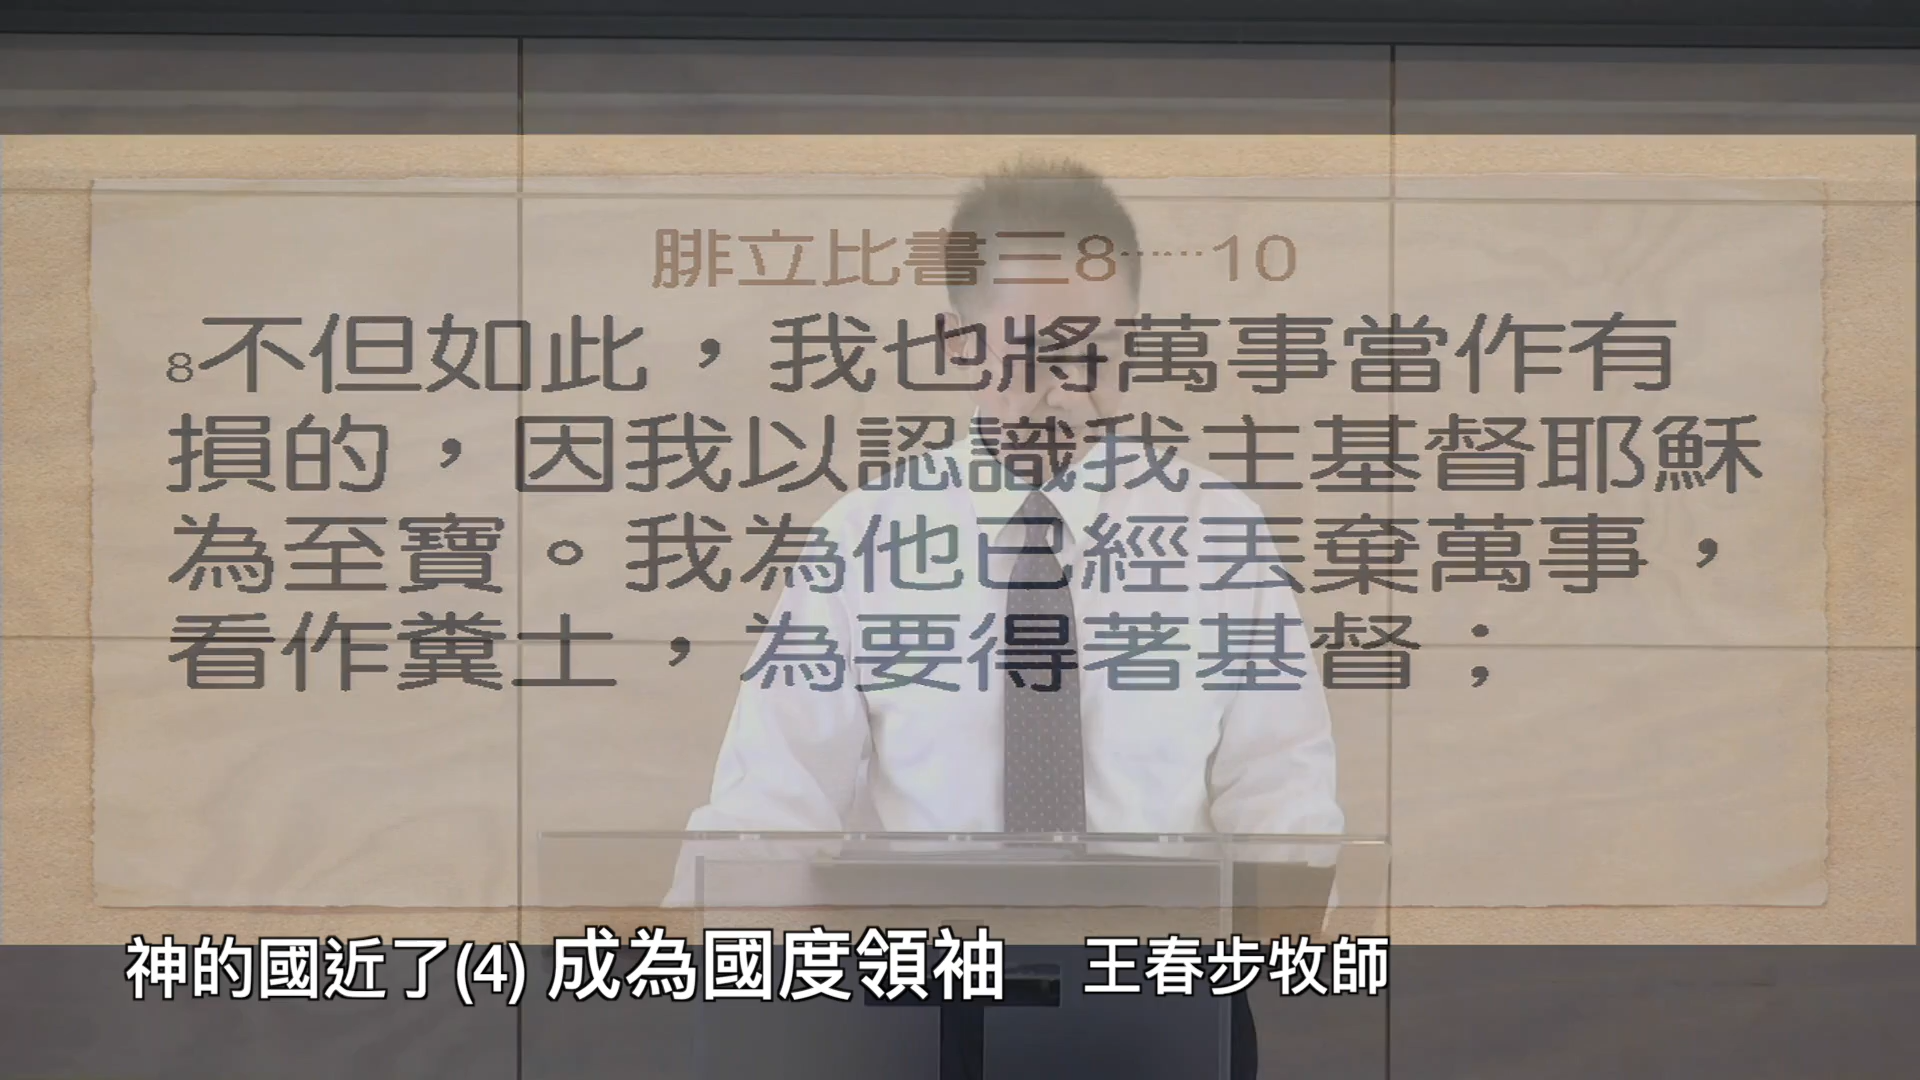 腓立比書三8……10
8不但如此，我也將萬事當作有
損的，因我以認識我主基督耶穌
為至寶。我為他已經丟棄萬事，
看作糞土，為要得著基督；
神的國近了(4) 成為國度領袖 王春步牧師